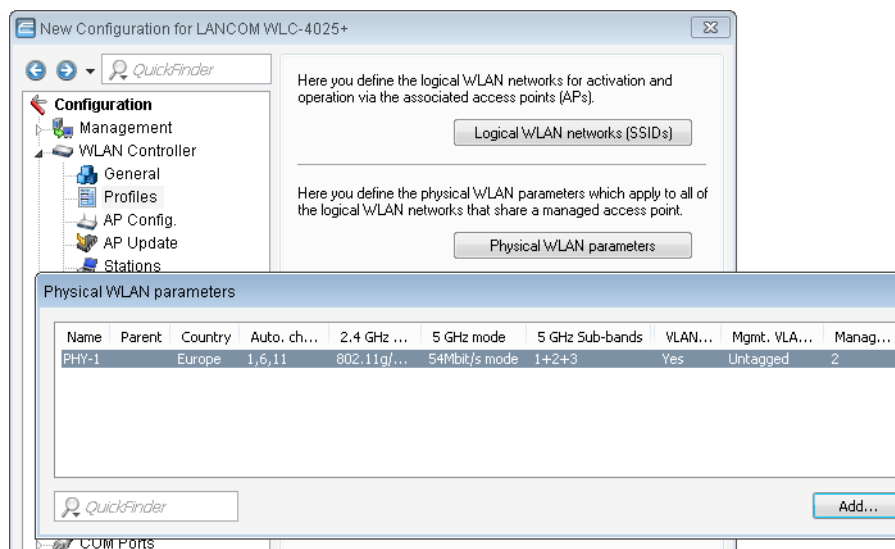 New Configuration for LANCOM WLC-4025+
QuickFinder
Configuration
Management
WLAN Controller
General
Profiles
AP Config.
AP Update
Stations
Here you define the logical WLAN networks for activation and
operation via the associated access points (APs).
Logical WLAN networks (SSIDs)
Here you define the physical WLAN parameters which apply to all of
the logical WLAN networks that share a managed access point.
Physical WLAN parameters
Physical WLAN parameters
Name Parent Country Auto. ch... 2.4 GHz ... 5 GHz mode 5 GHz Sub-bands VLAN... Mgmt. VLA... Manag...
PHY-1 Europe 1,6,11 802.11g/... 54Mbit/s mode 1+2+3 Yes Untagged 2
QuickFinder
Add...
COM Ports